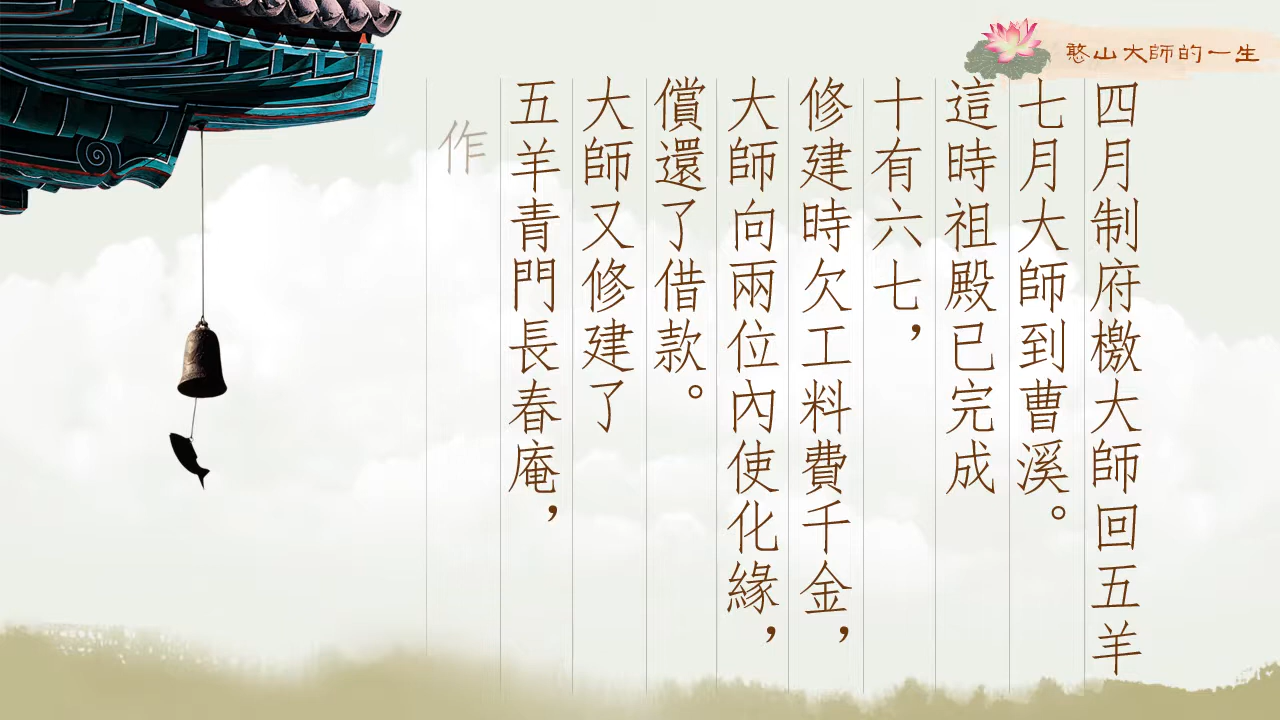 憨山大師的一生
四月制府檄大師回五羊
七月大師到曹溪。
這時祖殿已完成
十有六七，
修建時欠工料費千金，
大師向兩位內使化緣，
償還了借款。
大師又修建了
五羊青門長春庵，
作